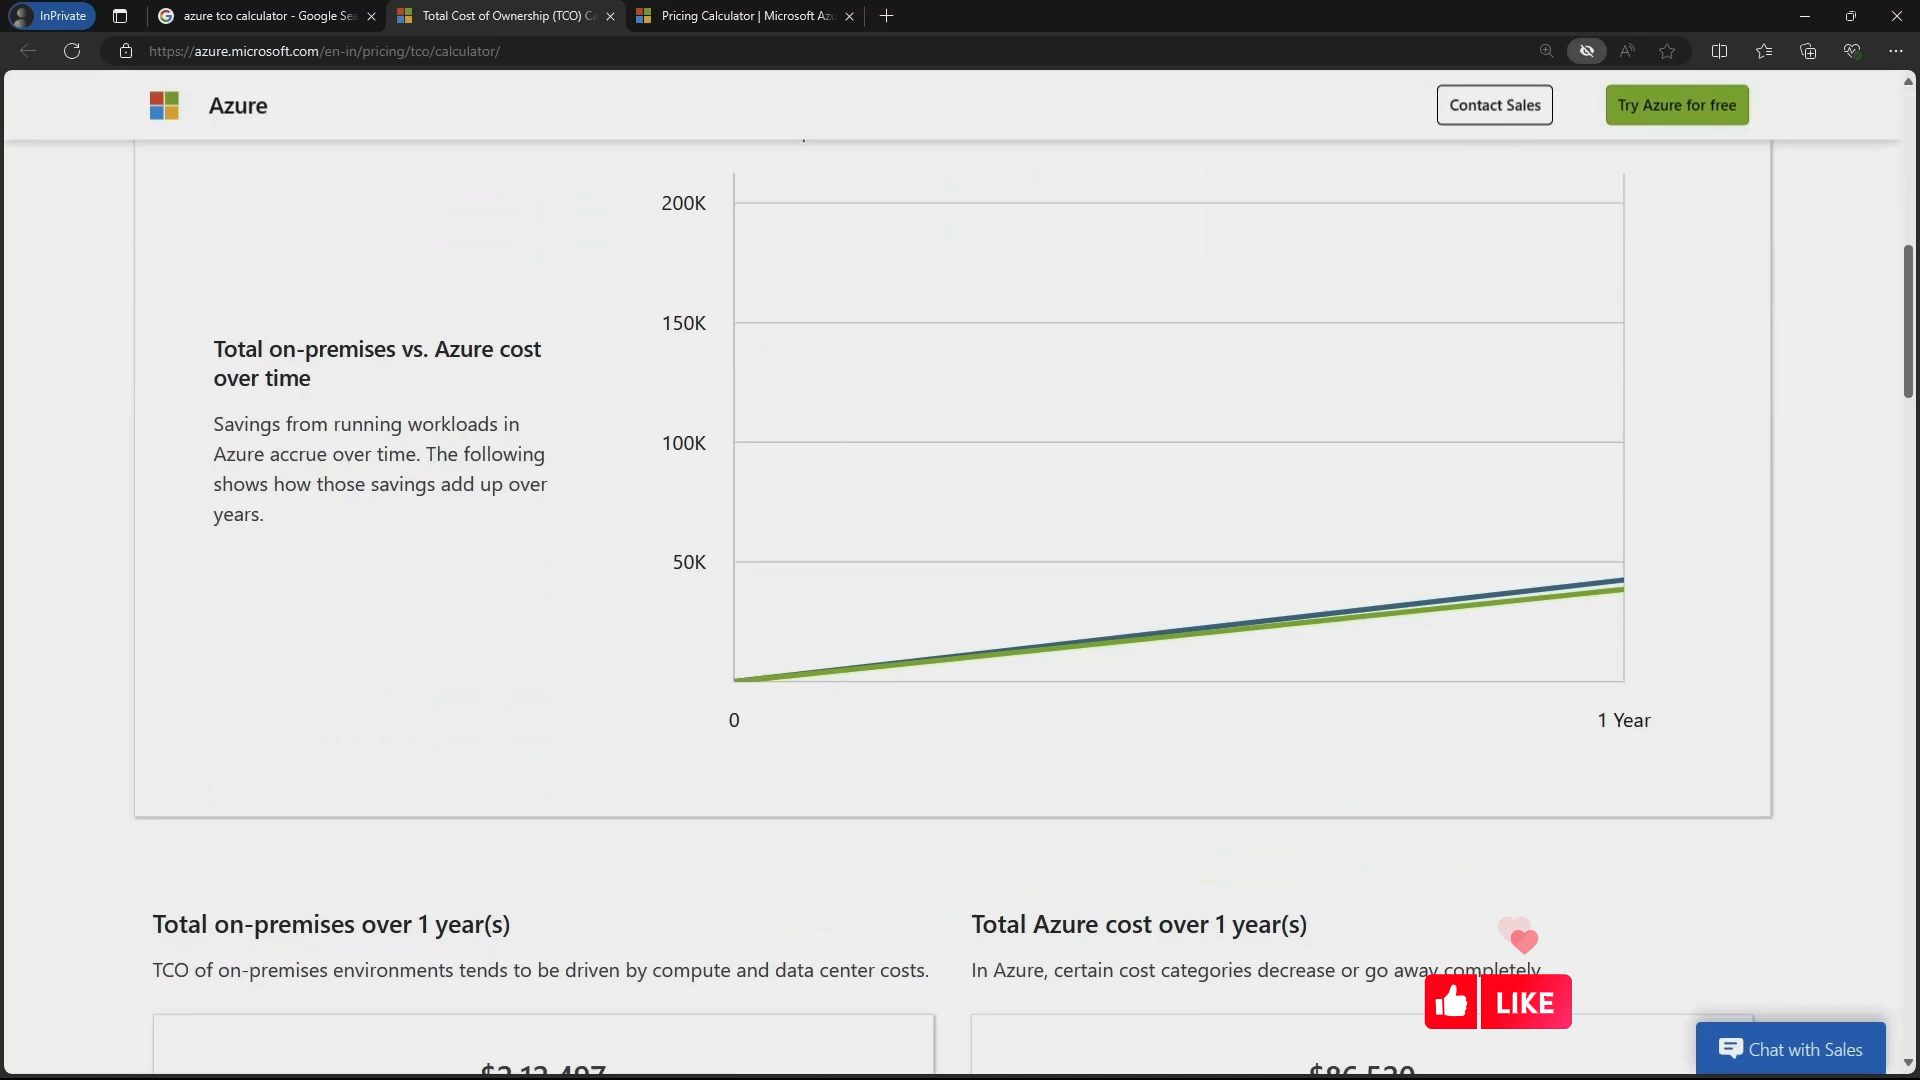 InPrivate
azure tco calculator - Google Sea
Total Cost of Ownership (TCO) C
Pricing Calculator | Microsoft Azu
https://azure.microsoft.com/en-in/pricing/tco/calculator/
Azure
Contact Sales
Try Azure for free
200K
150K
100K
50K
0
1 Year
Total on-premises vs. Azure cost
over time
Savings from running workloads in
Azure accrue over time. The following
shows how those savings add up over
years.
Total on-premises over 1 year(s)
TCO of on-premises environments tends to be driven by compute and data center costs.
Total Azure cost over 1 year(s)
In Azure, certain cost categories decrease or go away completely.
LIKE
Chat with Sales